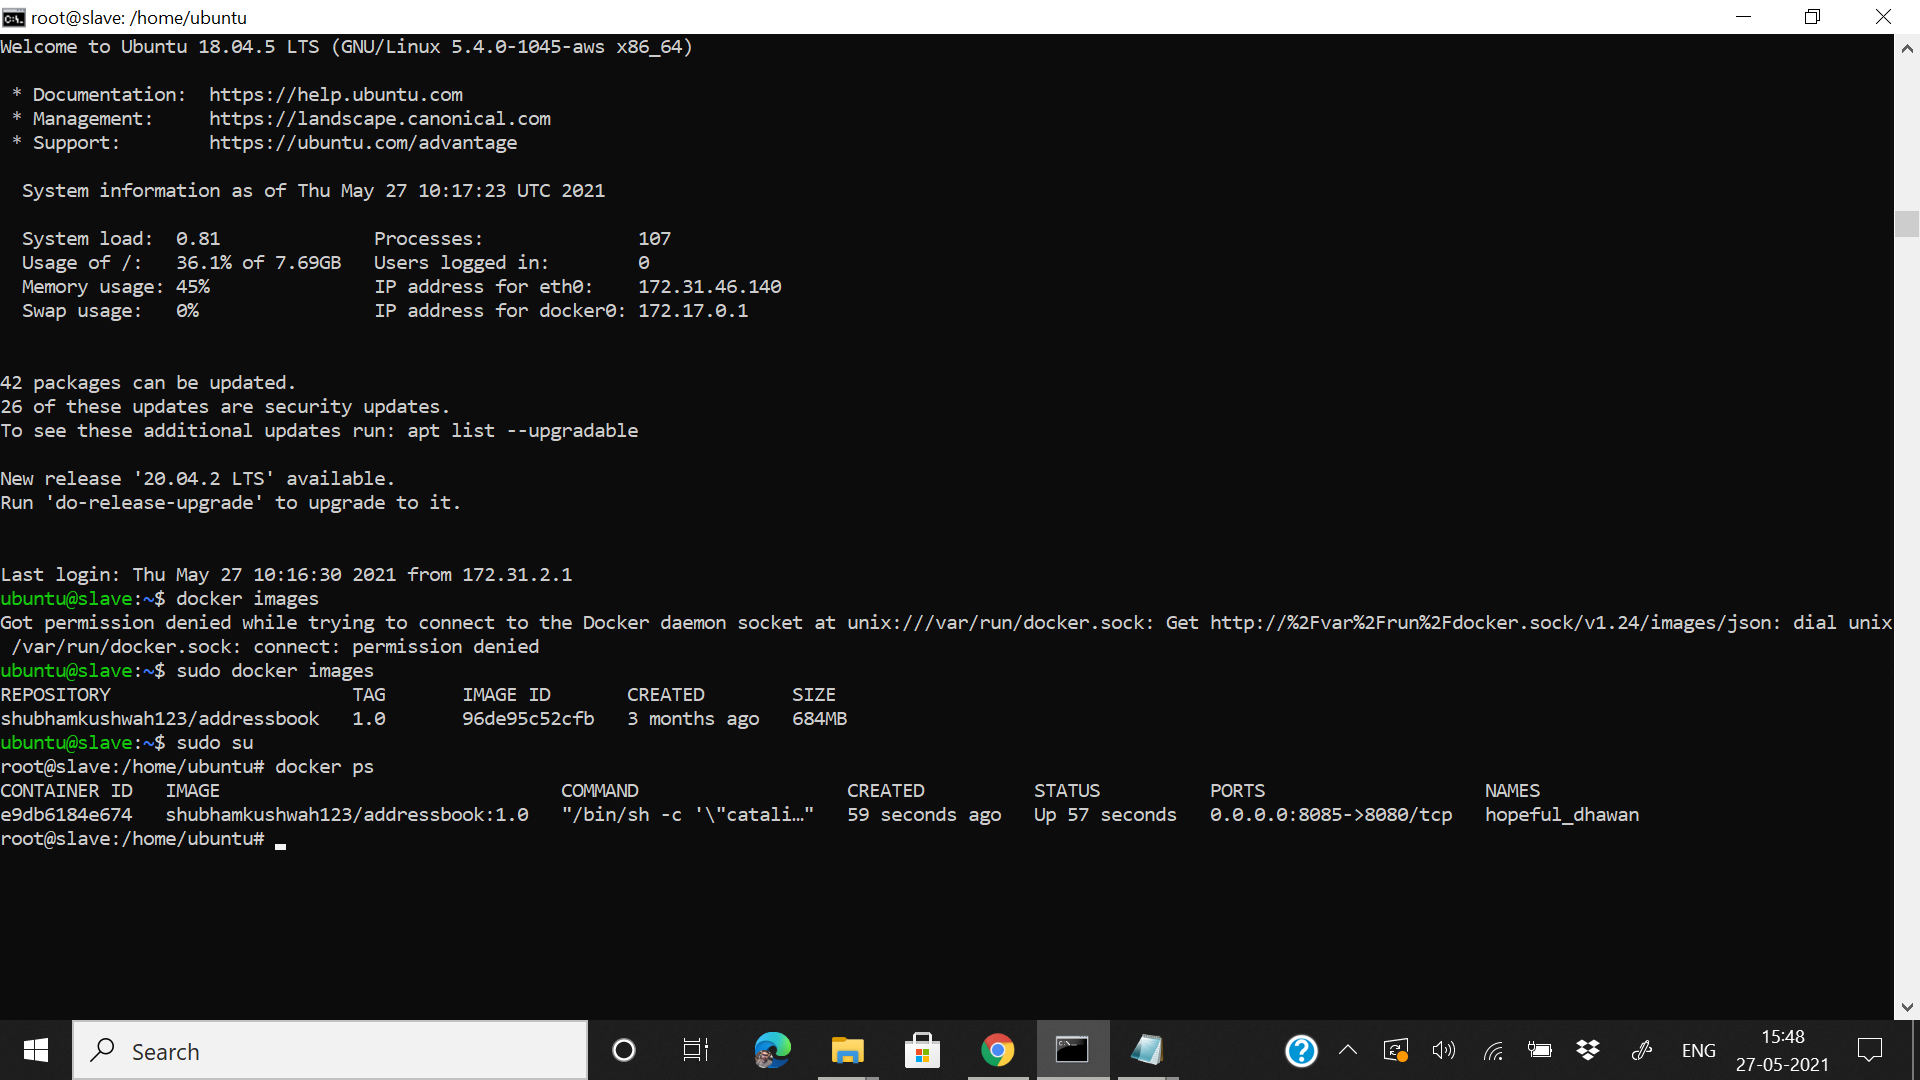 root@slave: /home/ubuntu
Welcome to Ubuntu 18.04.5 LTS (GNU/Linux 5.4.0-1045-aws x86_64)
* Documentation:  https://help.ubuntu.com
* Management:     https://landscape.canonical.com
* Support:        https://ubuntu.com/advantage
System information as of Thu May 27 10:17:23 UTC 2021
System load:  0.81              Processes:              107
Usage of /:   36.1% of 7.69GB   Users logged in:        0
Memory usage: 45%               IP address for eth0:    172.31.46.140
Swap usage:   0%                IP address for docker0: 172.17.0.1
42 packages can be updated.
26 of these updates are security updates.
To see these additional updates run: apt list --upgradable
New release '20.04.2 LTS' available.
Run 'do-release-upgrade' to upgrade to it.
Last login: Thu May 27 10:16:30 2021 from 172.31.2.1
ubuntu@slave:~$ docker images
Got permission denied while trying to connect to the Docker daemon socket at unix:///var/run/docker.sock: Get http://%2Fvar%2Frun%2Fdocker.sock/v1.24/images/json: dial unix
/var/run/docker.sock: connect: permission denied
ubuntu@slave:~$ sudo docker images
REPOSITORY                      TAG       IMAGE ID       CREATED        SIZE
shubhamkushwah123/addressbook   1.0       96de95c52cfb   3 months ago   684MB
ubuntu@slave:~$ sudo su
root@slave:/home/ubuntu# docker ps
CONTAINER ID   IMAGE                               COMMAND                   CREATED          STATUS          PORTS                    NAMES
e9db6184e674   shubhamkushwah123/addressbook:1.0   "/bin/sh -c '\"catali…"   59 seconds ago   Up 57 seconds   0.0.0.0:8085->8080/tcp   hopeful_dhawan
root@slave:/home/ubuntu#
Search
ENG
15:48
27-05-2021